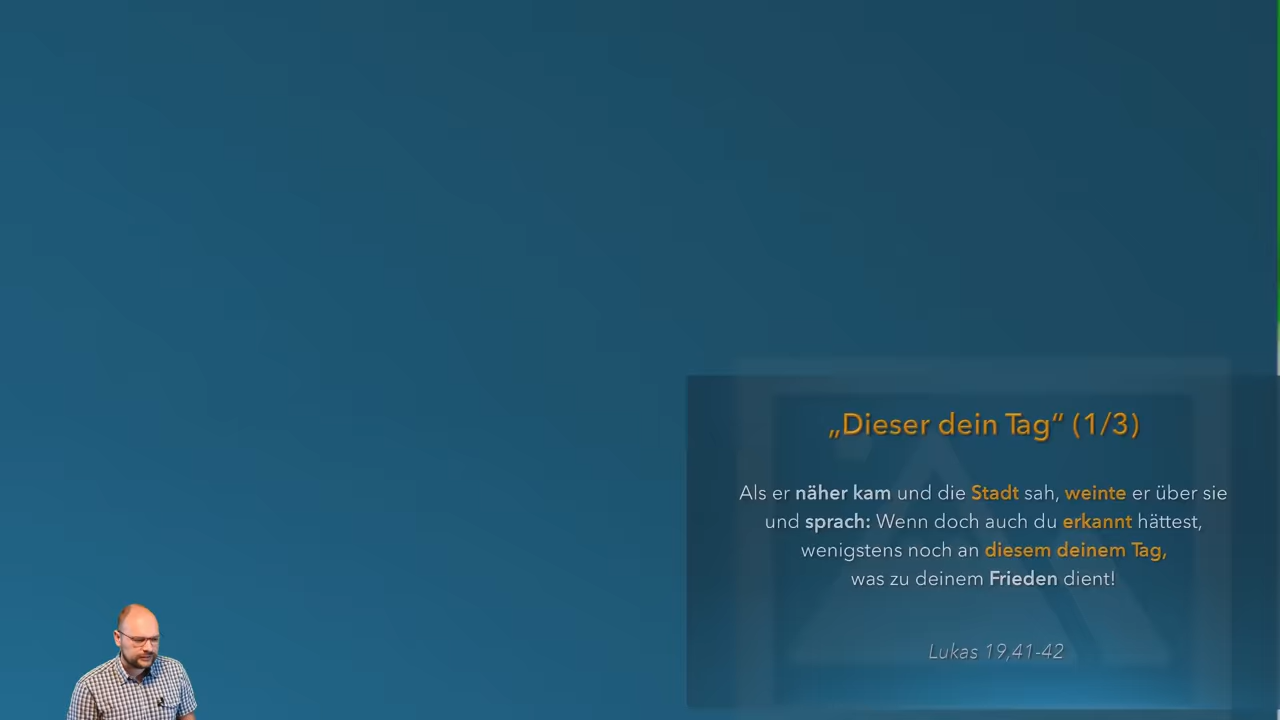 „Dieser dein Tag“ (1/3)
Als er näher kam und die Stadt sah, weinte er über sie
und sprach: Wenn doch auch du erkannt hättest,
wenigstens noch an diesem deinem Tag,
was zu deinem Frieden dient!
Lukas 19,41-42